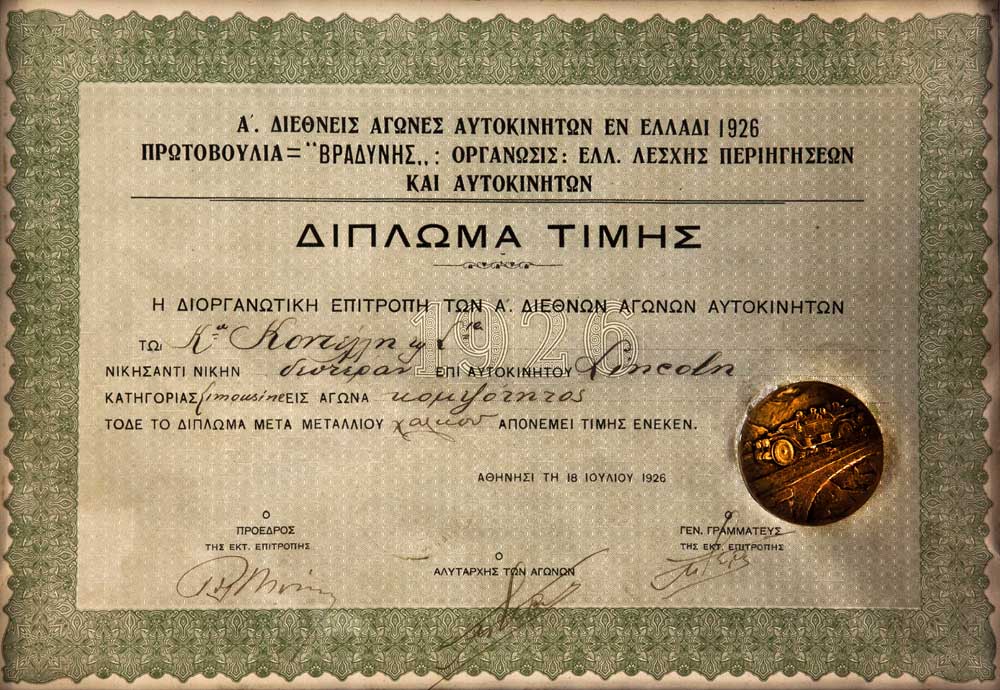 Α΄. ΔΙΕΘΝΕΙΣ ΑΓΩΝΕΣ ΑΥΤΟΚΙΝΗΤΩΝ ΕΝ ΕΛΛΑΔΙ 1926
ΠΡΩΤΟΒΟΥΛΙΑ = "ΒΡΑΔΥΝΗΣ„ : ΟΡΓΑΝΩΣΙΣ : ΕΛΛ. ΛΕΣΧΗΣ ΠΕΡΙΗΓΗΣΕΩΝ
ΚΑΙ ΑΥΤΟΚΙΝΗΤΩΝ
ΔΙΠΛΩΜΑ ΤΙΜΗΣ
1926
Η ΔΙΟΡΓΑΝΩΤΙΚΗ ΕΠΙΤΡΟΠΗ ΤΩΝ Α΄. ΔΙΕΘΝΩΝ ΑΓΩΝΩΝ ΑΥΤΟΚΙΝΗΤΩΝ
ΤΩι
ΝΙΚΗΣΑΝΤΙ ΝΙΚΗΝ δευτέραν ΕΠΙ ΑΥΤΟΚΙΝΗΤΟΥ Lincoln
ΚΑΤΗΓΟΡΙΑΣ Limousine ΕΙΣ ΑΓΩΝΑ κομψότητος
ΤΟΔΕ ΤΟ ΔΙΠΛΩΜΑ ΜΕΤΑ ΜΕΤΑΛΛΙΟΥ χαλκού ΑΠΟΝΕΜΕΙ ΤΙΜΗΣ ΕΝΕΚΕΝ.
ΑΘΗΝΗΣΙ ΤΗ 18 ΙΟΥΛΙΟΥ 1926
Ο
ΠΡΟΕΔΡΟΣ
ΤΗΣ ΕΚΤ. ΕΠΙΤΡΟΠΗΣ
Ο
ΑΛΥΤΑΡΧΗΣ ΤΩΝ ΑΓΩΝΩΝ
Ο
ΓΕΝ. ΓΡΑΜΜΑΤΕΥΣ
ΤΗΣ ΕΚΤ. ΕΠΙΤΡΟΠΗΣ